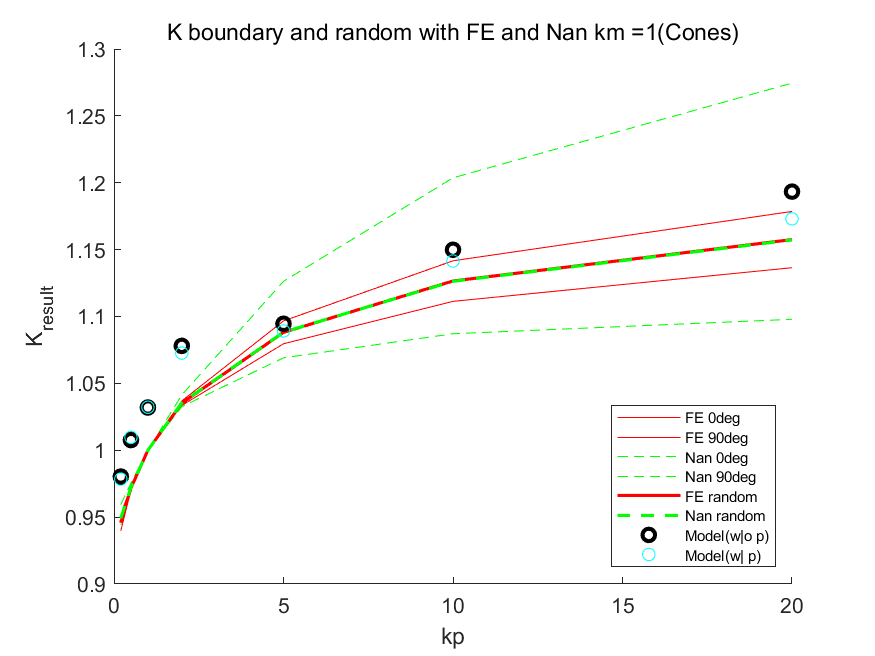 K boundary and random with FE and Nan km =1(Cones)
1.3
1.25
1.2
1.15
1.1
1.05
1
0.95
0.9
K_result
0 5 10 15 20
kp
FE 0deg
FE 90deg
Nan 0deg
Nan 90deg
FE random
Nan random
Model(w|o p)
Model(w| p)